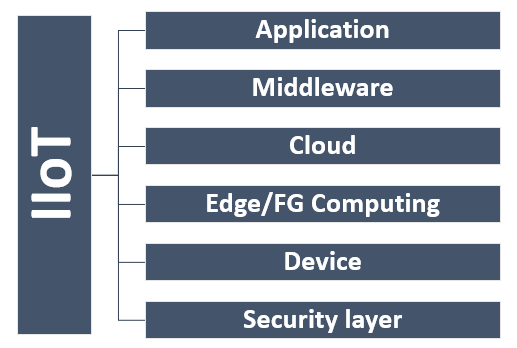 IIoT
Application
Middleware
Cloud
Edge/FG Computing
Device
Security layer